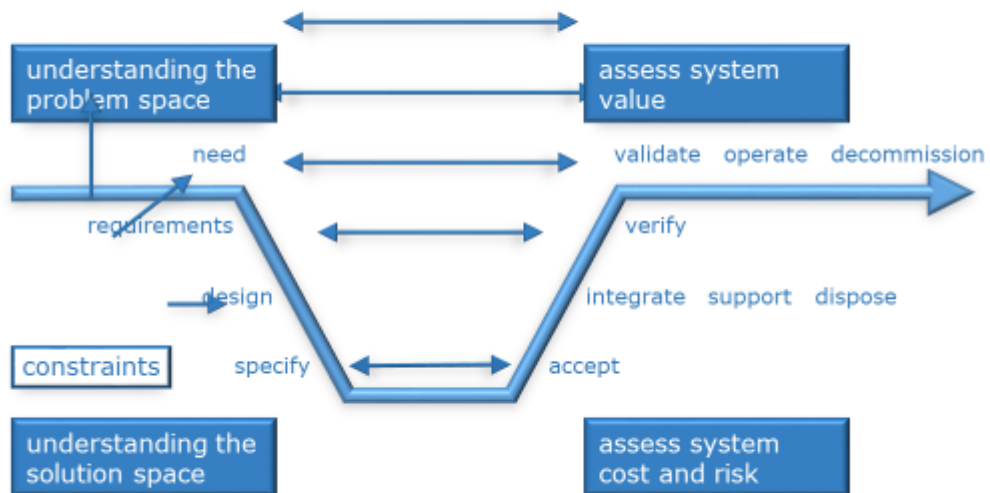 understanding the
problem space
assess system
value
need
validate operate decommission
requirements
verify
design
integrate support dispose
constraints
specify
accept
understanding the
solution space
assess system
cost and risk